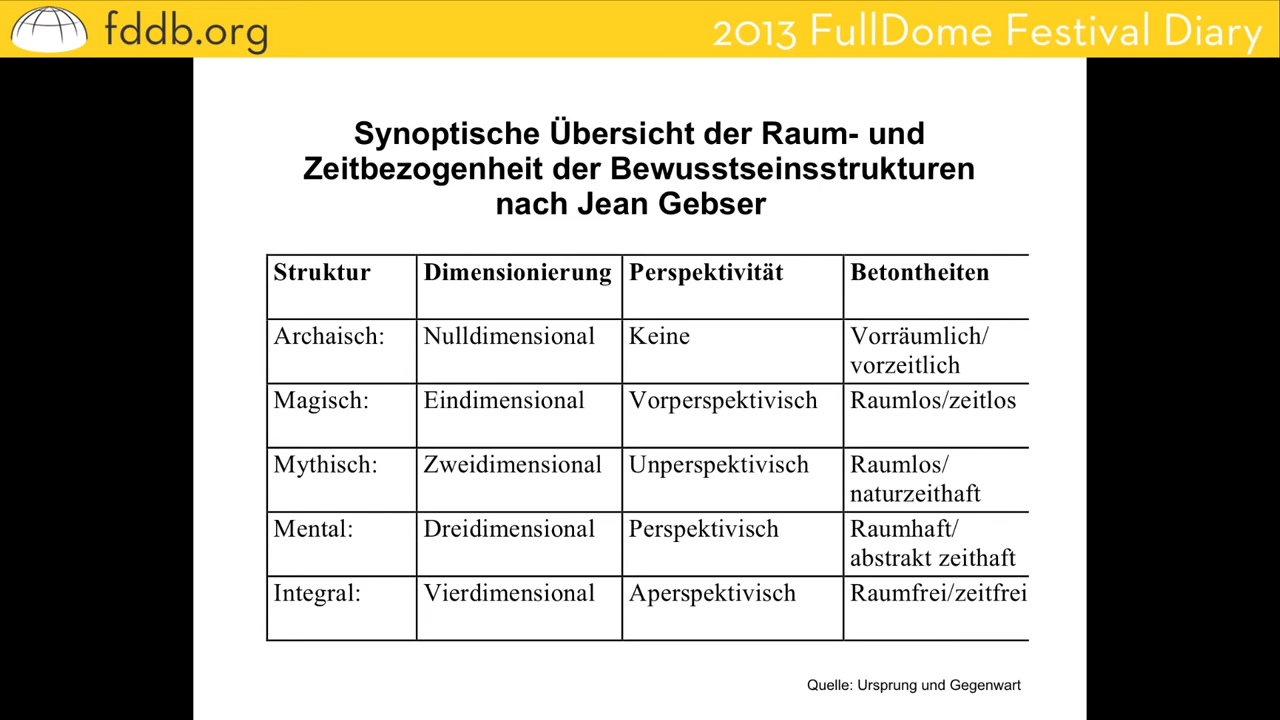 fddb.org
2013 FullDome Festival Diary
Synoptische Übersicht der Raum- und
Zeitbezogenheit der Bewusstseinsstrukturen
nach Jean Gebser
Struktur Dimensionierung Perspektivität Betontheiten
Archaisch: Nulldimensional Keine Vorräumlich/
vorzeitlich
Magisch: Eindimensional Vorperspektivisch Raumlos/zeitlos
Mythisch: Zweidimensional Unperspektivisch Raumlos/
naturzeithaft
Mental: Dreidimensional Perspektivisch Raumhaft/
abstrakt zeithaft
Integral: Vierdimensional Aperspektivisch Raumfrei/zeitfrei
Quelle: Ursprung und Gegenwart